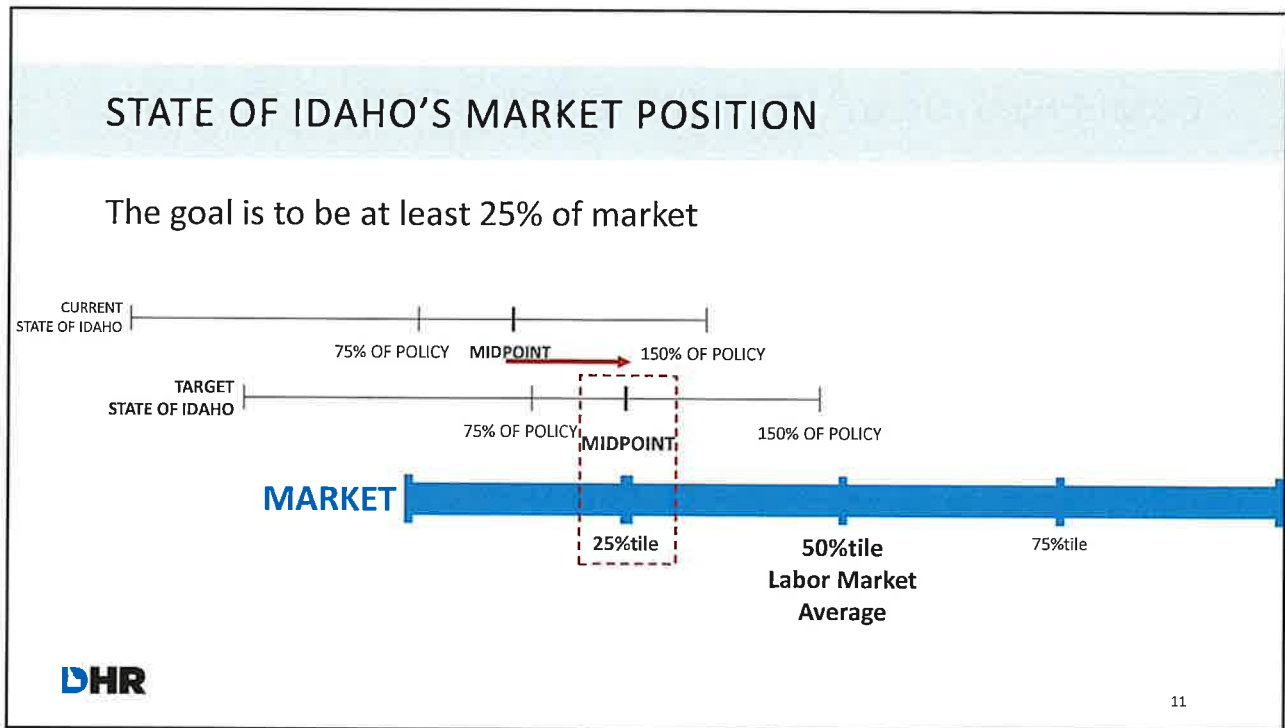 STATE OF IDAHO'S MARKET POSITION
The goal is to be at least 25% of market
CURRENT
STATE OF IDAHO
75% OF POLICY MIDPOINT 150% OF POLICY
TARGET
STATE OF IDAHO
75% OF POLICY MIDPOINT 150% OF POLICY
MARKET
25%tile 50%tile 75%tile
Labor Market
Average
DHR
11